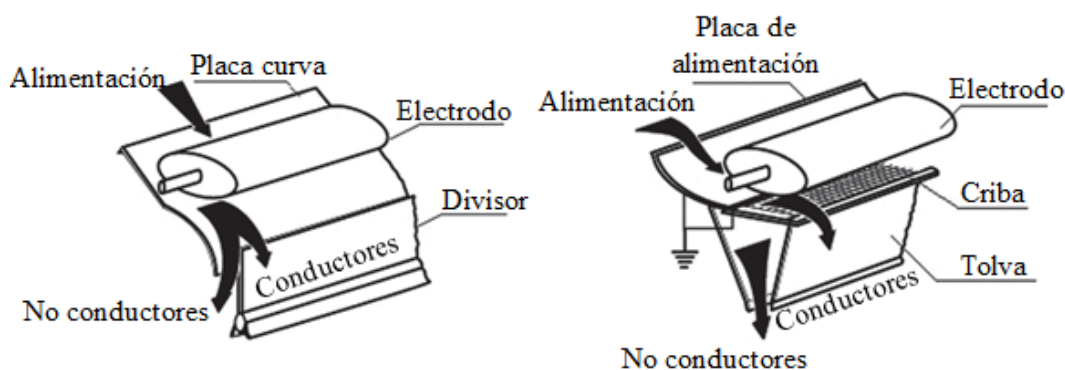 Alimentación
Placa curva
Electrodo
Divisor
Conductores
No conductores
Placa de
alimentación
Alimentación
Electrodo
Criba
Tolva
Conductores
No conductores